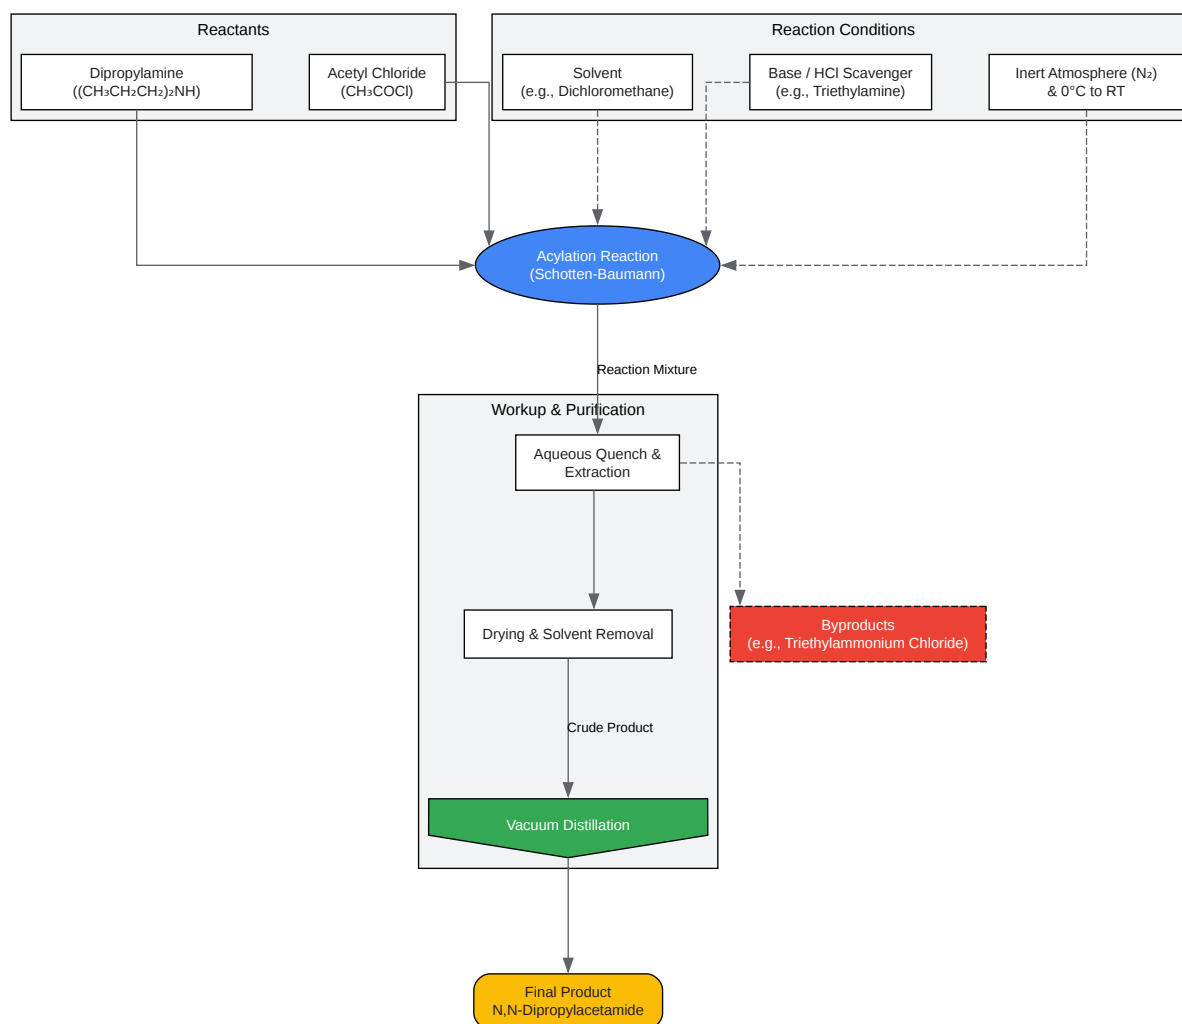 Reactants
Dipropylamine
((CH₃CH₂CH₂)₂NH)
Acetyl Chloride
(CH₃COCl)
Reaction Conditions
Solvent
(e.g., Dichloromethane)
Base / HCl Scavenger
(e.g., Triethylamine)
Inert Atmosphere (N₂)
& 0°C to RT
Acylation Reaction
(Schotten-Baumann)
Reaction Mixture
Workup & Purification
Aqueous Quench &
Extraction
Drying & Solvent Removal
Byproducts
(e.g., Triethylammonium Chloride)
Crude Product
Vacuum Distillation
Final Product
N,N-Dipropylacetamide